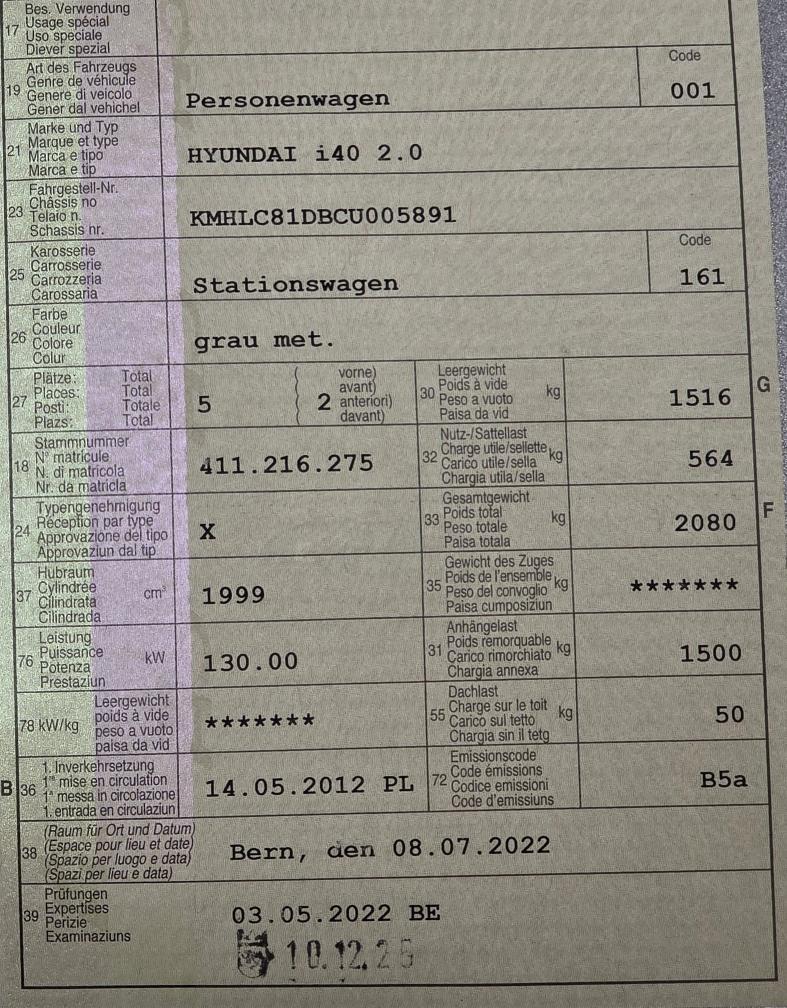 17 Bes. Verwendung
Usage spécial
Uso speciale
Diever spezial
19 Art des Fahrzeugs
Genre de véhicule
Genere di veicolo
Gener dal vehichel
Personenwagen
Code
001
21 Marke und Typ
Marque et type
Marca e tipo
Marca e tip
HYUNDAI i40 2.0
23 Fahrgestell-Nr.
Châssis no
Telaio n.
Schassis nr.
KMHLC81DBCU005891
25 Karosserie
Carrosserie
Carrozzeria
Carossaria
Stationswagen
Code
161
26 Farbe
Couleur
Colore
Colur
grau met.
27 Plätze: Total
Places: Total
Posti: Totale
Plazs: Total
5
( vorne)
( 2 avant)
( anteriori)
( davant)
30 Leergewicht
Poids à vide
Peso a vuoto
Paisa da vid
kg
1516
G
18 Stammnummer
N° matricule
N. di matricola
Nr. da matricla
411.216.275
32 Nutz-/Sattellast
Charge utile/sellette
Carico utile/sella
Chargia utila/sella
kg
564
24 Typengenehmigung
Réception par type
Approvazione del tipo
Approvaziun dal tip
X
33 Gesamtgewicht
Poids total
Peso totale
Paisa totala
kg
2080
F
37 Hubraum
Cylindrée
Cilindrata
Cilindrada
cm³
1999
35 Gewicht des Zuges
Poids de l'ensemble
Peso del convoglio
Paisa cumposiziun
kg
*******
76 Leistung
Puissance
Potenza
Prestaziun
kW
130.00
31 Anhängelast
Poids remorquable
Carico rimorchiato
Chargia annexa
kg
1500
78 kW/kg
Leergewicht
poids à vide
peso a vuoto
paisa da vid
*******
55 Dachlast
Charge sur le toit
Carico sul tetto
Chargia sin il tetg
kg
50
B
36 1. Inverkehrsetzung
1re mise en circulation
1a messa in circolazione
1. entrada en circulaziun
14.05.2012 PL
72 Emissionscode
Code émissions
Codice emissioni
Code d'emissiuns
B5a
38 (Raum für Ort und Datum)
(Espace pour lieu et date)
(Spazio per luogo e data)
(Spazi per lieu e data)
Bern, den 08.07.2022
39 Prüfungen
Expertises
Perizie
Examinaziuns
03.05.2022 BE
10.12.25